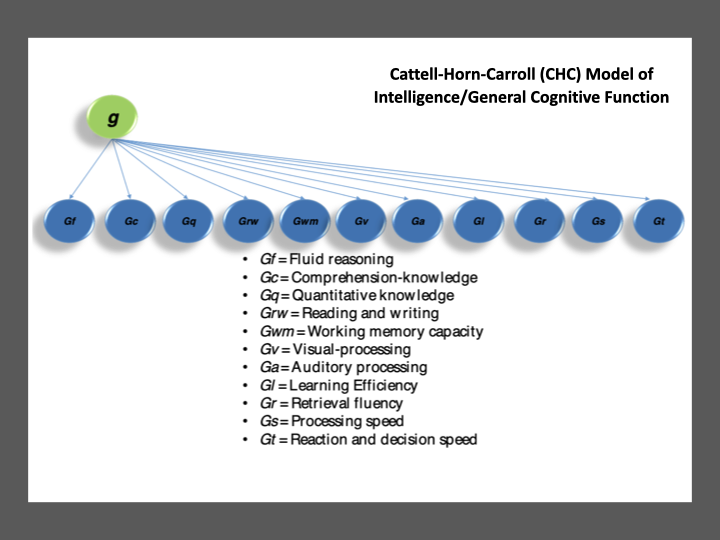 Cattell-Horn-Carroll (CHC) Model of
Intelligence/General Cognitive Function
g
Gf Gc Gq Grw Gwm Gv Ga Gl Gr Gs Gt
• Gf = Fluid reasoning
• Gc = Comprehension-knowledge
• Gq = Quantitative knowledge
• Grw = Reading and writing
• Gwm = Working memory capacity
• Gv = Visual-processing
• Ga = Auditory processing
• Gl = Learning Efficiency
• Gr = Retrieval fluency
• Gs = Processing speed
• Gt = Reaction and decision speed